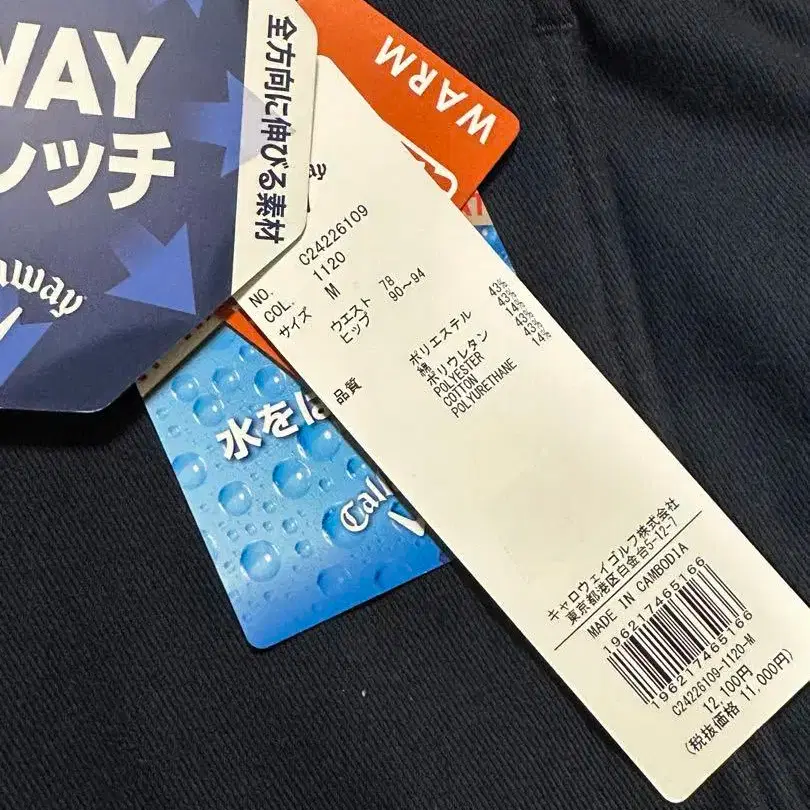 WAY
レッチ
全方向に伸びる素材
Callaway
WARM
NO. C24226109
COL. 1120
サイズ M
ウエスト 78
ヒップ 90～94
品質 ポリエステル 43%
綿 43%
ポリウレタン 14%
POLYESTER 43%
COTTON 43%
POLYURETHANE 14%
水をは
Call
キャロウェイゴルフ株式会社
東京都港区白金台5-12-7
MADE IN CAMBODIA
196217465166
196217465166
C24226109-1120-M
12,100円
(税抜価格 11,000円)